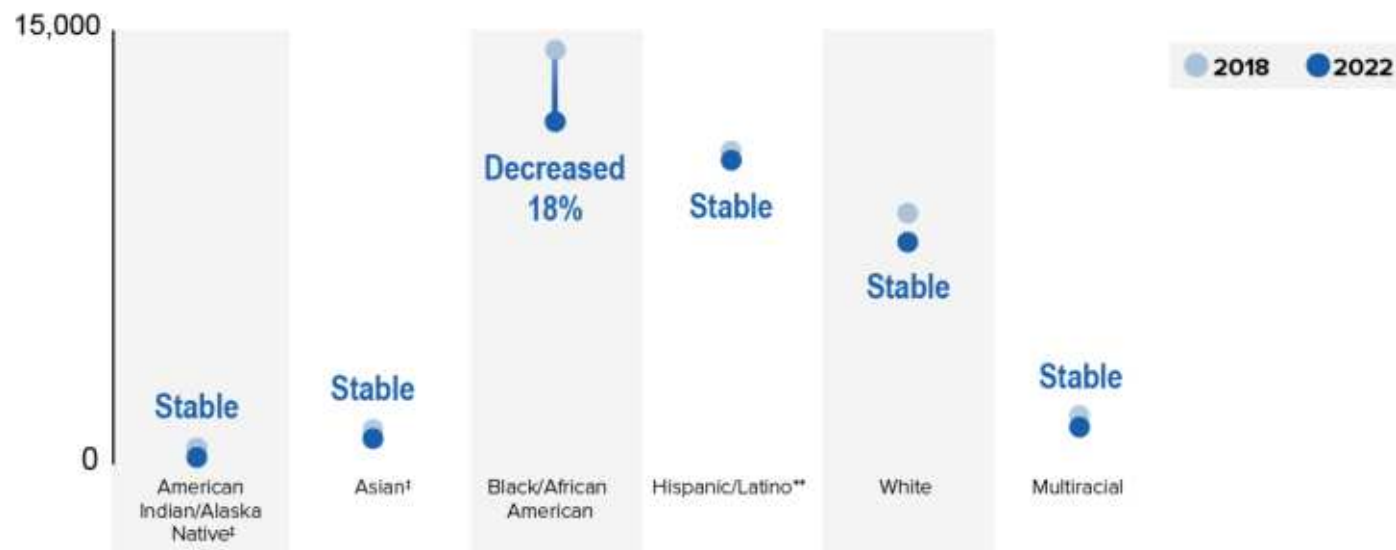 15,000
2018 2022
Decreased
18%
Stable
Stable
Stable
Stable
Stable
0
American
Indian/Alaska
Native‡
Asian‡
Black/African
American
Hispanic/Latino**
White
Multiracial